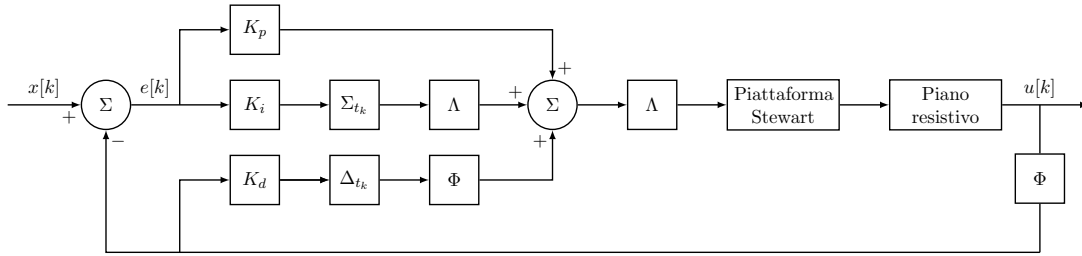 K_p
x[k]
e[k]
+
Σ
−
K_i
Σ_{t_k}
Λ
+
+
Σ
+
Λ
Piattaforma
Stewart
Piano
resistivo
u[k]
K_d
Δ_{t_k}
Φ
Φ